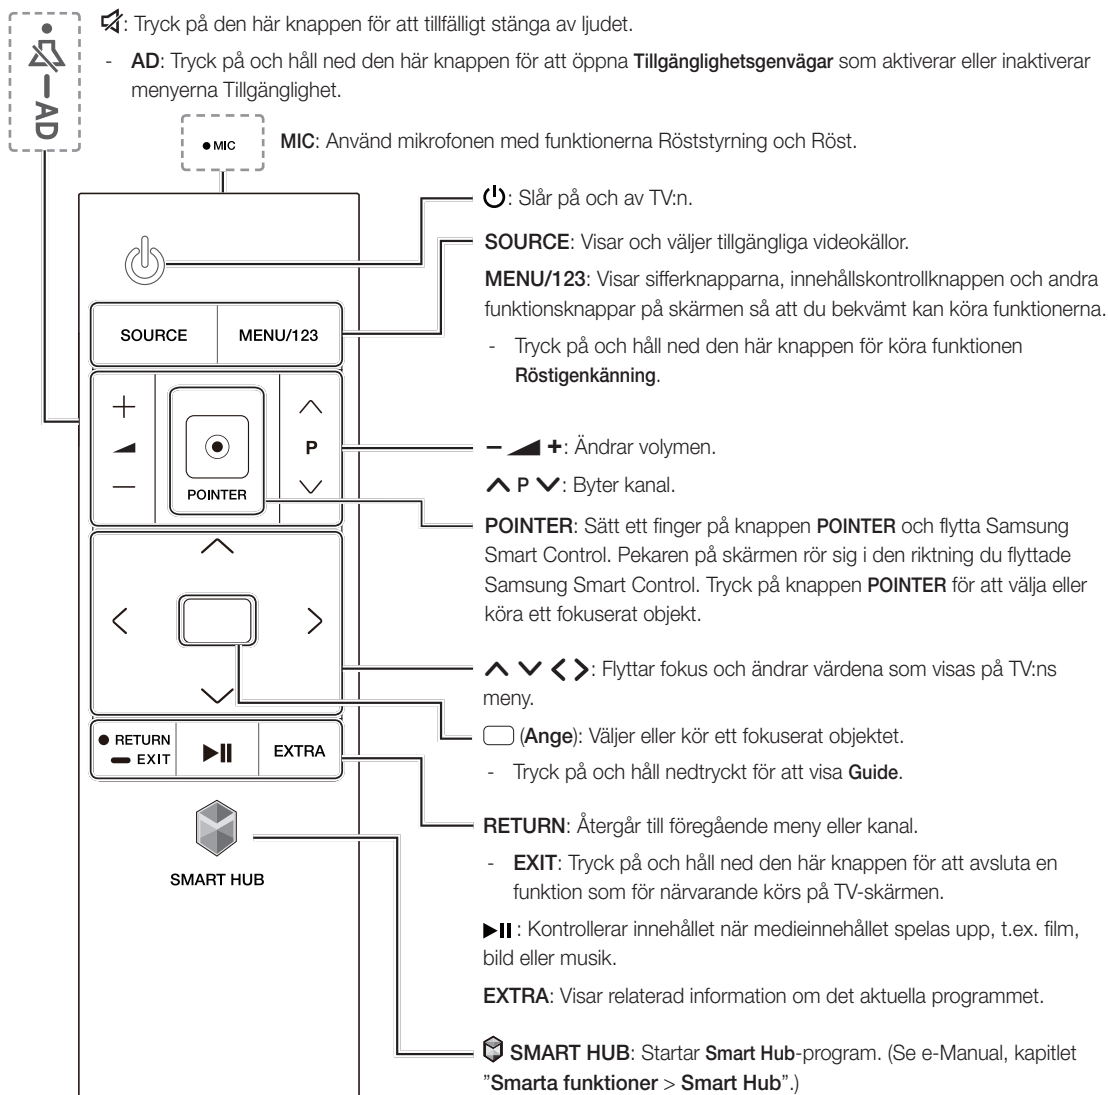 : Tryck på den här knappen för att tillfälligt stänga av ljudet.
- AD: Tryck på och håll ned den här knappen för att öppna Tillgänglighetsgenvägar som aktiverar eller inaktiverar
menyerna Tillgänglighet.
AD
MIC
MIC: Använd mikrofonen med funktionerna Röststyrning och Röst.
: Slår på och av TV:n.
SOURCE: Visar och väljer tillgängliga videokällor.
MENU/123: Visar sifferknapparna, innehållskontrollknappen och andra
funktionsknappar på skärmen så att du bekvämt kan köra funktionerna.
- Tryck på och håll ned den här knappen för köra funktionen
Röstigenkänning.
SOURCE
MENU/123
P
POINTER
− +: Ändrar volymen.
P : Byter kanal.
POINTER: Sätt ett finger på knappen POINTER och flytta Samsung
Smart Control. Pekaren på skärmen rör sig i den riktning du flyttade
Samsung Smart Control. Tryck på knappen POINTER för att välja eller
köra ett fokuserat objekt.
: Flyttar fokus och ändrar värdena som visas på TV:ns
meny.
(Ange): Väljer eller kör ett fokuserat objektet.
- Tryck på och håll nedtryckt för att visa Guide.
RETURN
EXIT
EXTRA
RETURN: Återgår till föregående meny eller kanal.
- EXIT: Tryck på och håll ned den här knappen för att avsluta en
funktion som för närvarande körs på TV-skärmen.
: Kontrollerar innehållet när medieinnehållet spelas upp, t.ex. film,
bild eller musik.
EXTRA: Visar relaterad information om det aktuella programmet.
SMART HUB
SMART HUB: Startar Smart Hub-program. (Se e-Manual, kapitlet
"Smarta funktioner > Smart Hub".)